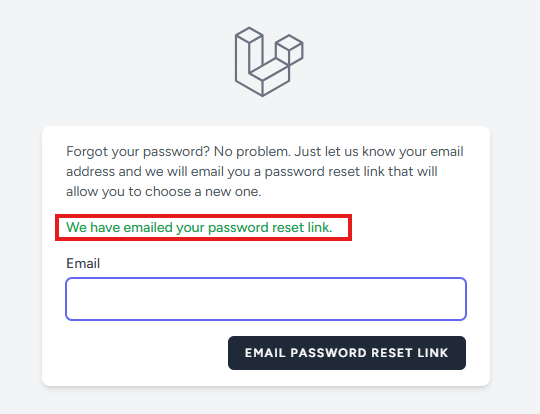 Forgot your password? No problem. Just let us know your email
address and we will email you a password reset link that will
allow you to choose a new one.
We have emailed your password reset link.
Email
EMAIL PASSWORD RESET LINK